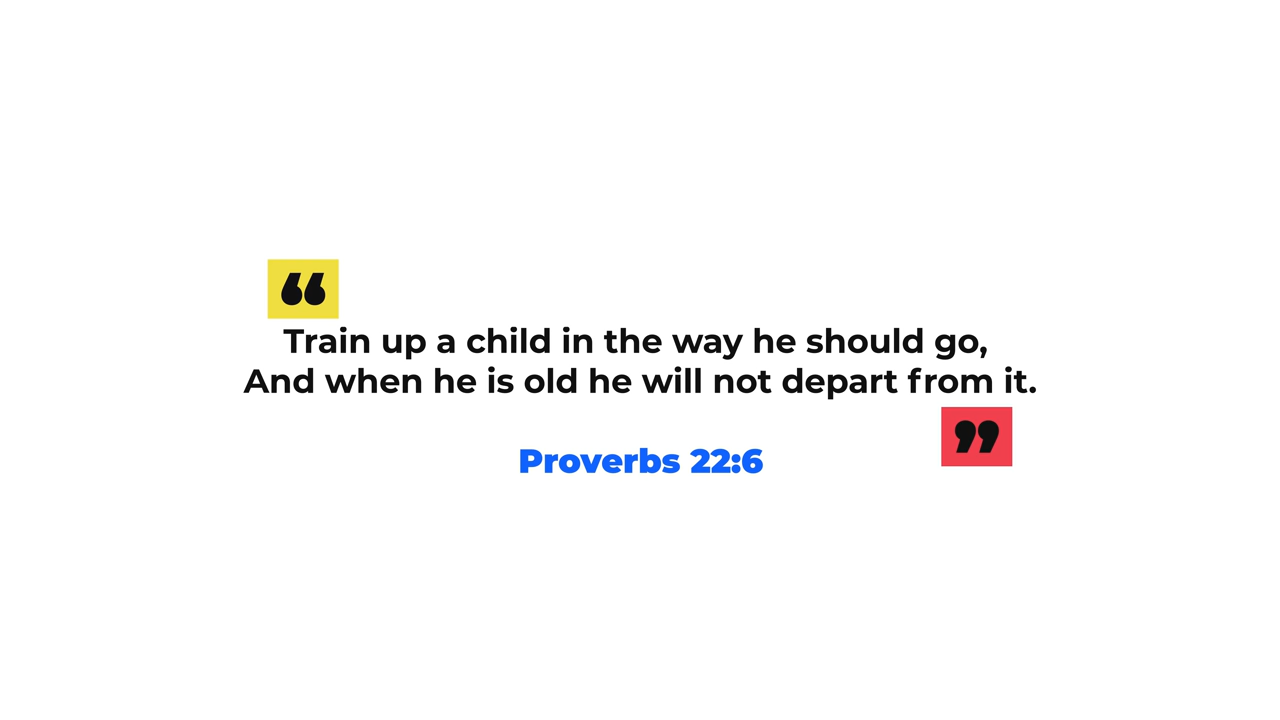 “
Train up a child in the way he should go,
And when he is old he will not depart from it.
”
Proverbs 22:6